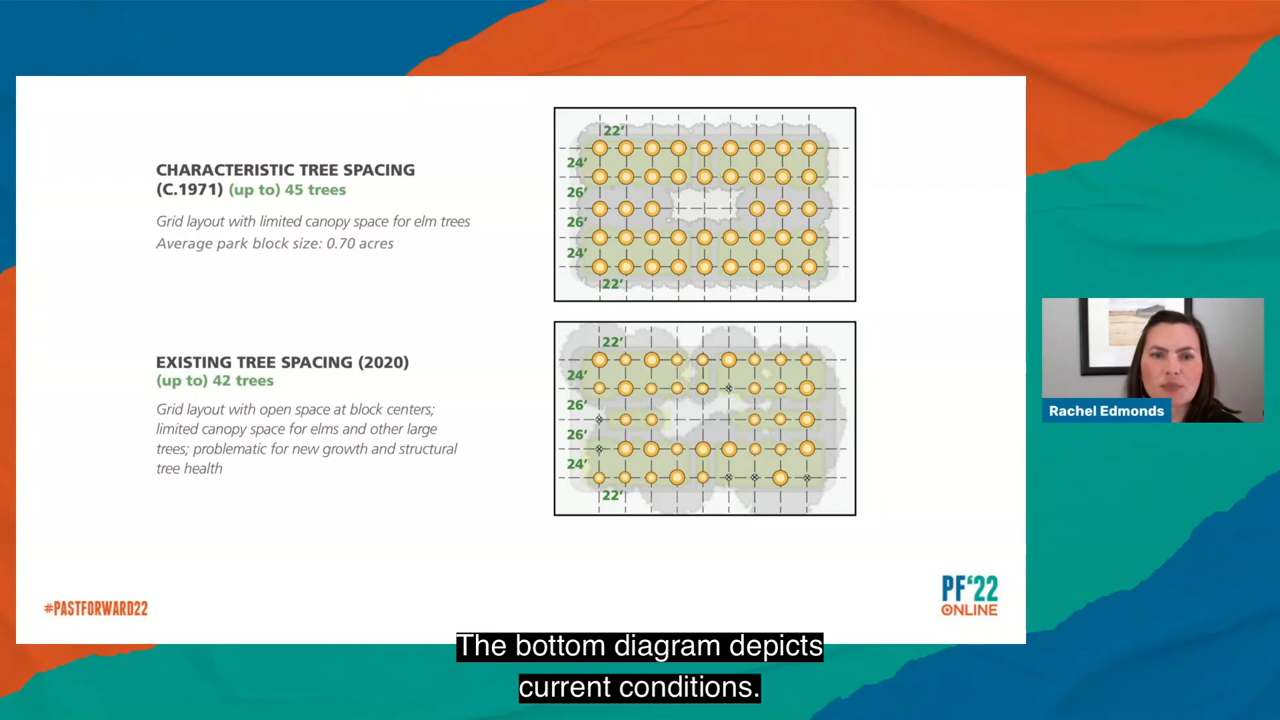 CHARACTERISTIC TREE SPACING
(C.1971) (up to) 45 trees
Grid layout with limited canopy space for elm trees
Average park block size: 0.70 acres
22'
24'
26'
26'
24'
22'
EXISTING TREE SPACING (2020)
(up to) 42 trees
Grid layout with open space at block centers;
limited canopy space for elms and other large
trees; problematic for new growth and structural
tree health
22'
24'
26'
26'
24'
22'
Rachel Edmonds
#PASTFORWARD22
PF'22
ONLINE
The bottom diagram depicts
current conditions.